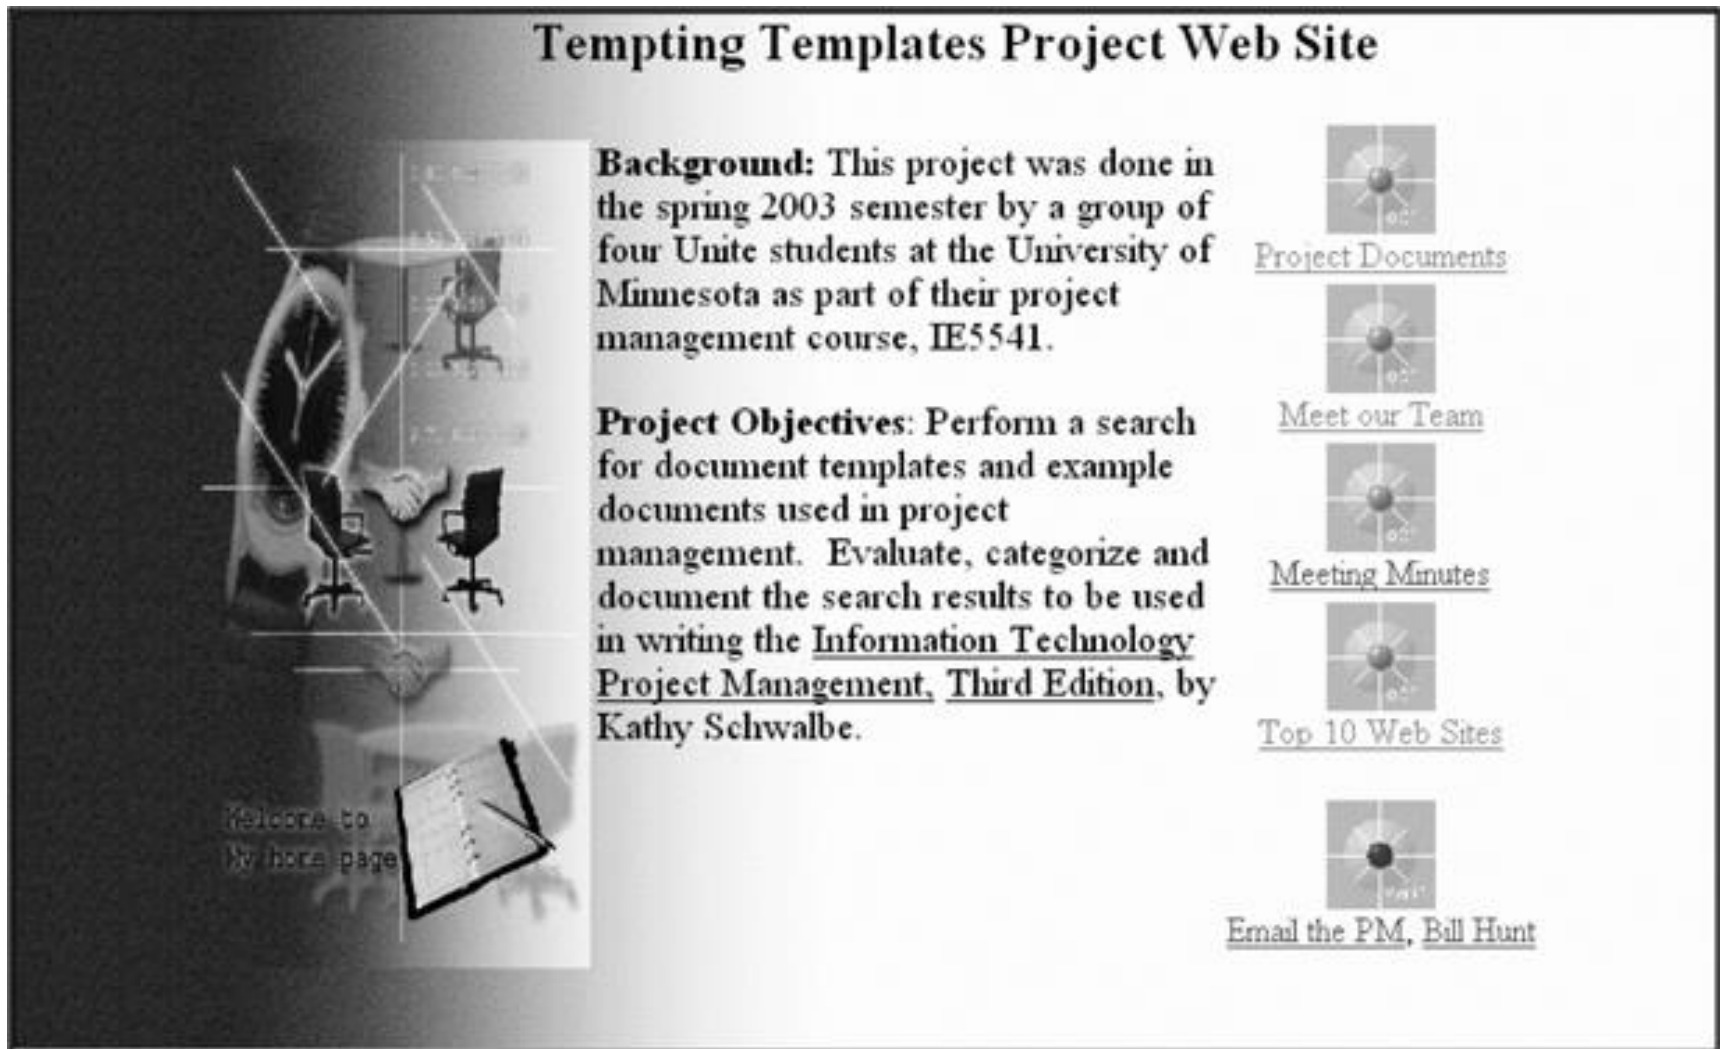 Tempting Templates Project Web Site
Background: This project was done in
the spring 2003 semester by a group of
four Unite students at the University of
Minnesota as part of their project
management course, IE5541.
Project Objectives: Perform a search
for document templates and example
documents used in project
management.  Evaluate, categorize and
document the search results to be used
in writing the Information Technology
Project Management, Third Edition, by
Kathy Schwalbe.
Welcome to
My home page
Project Documents
Meet our Team
Meeting Minutes
Top 10 Web Sites
Email the PM, Bill Hunt